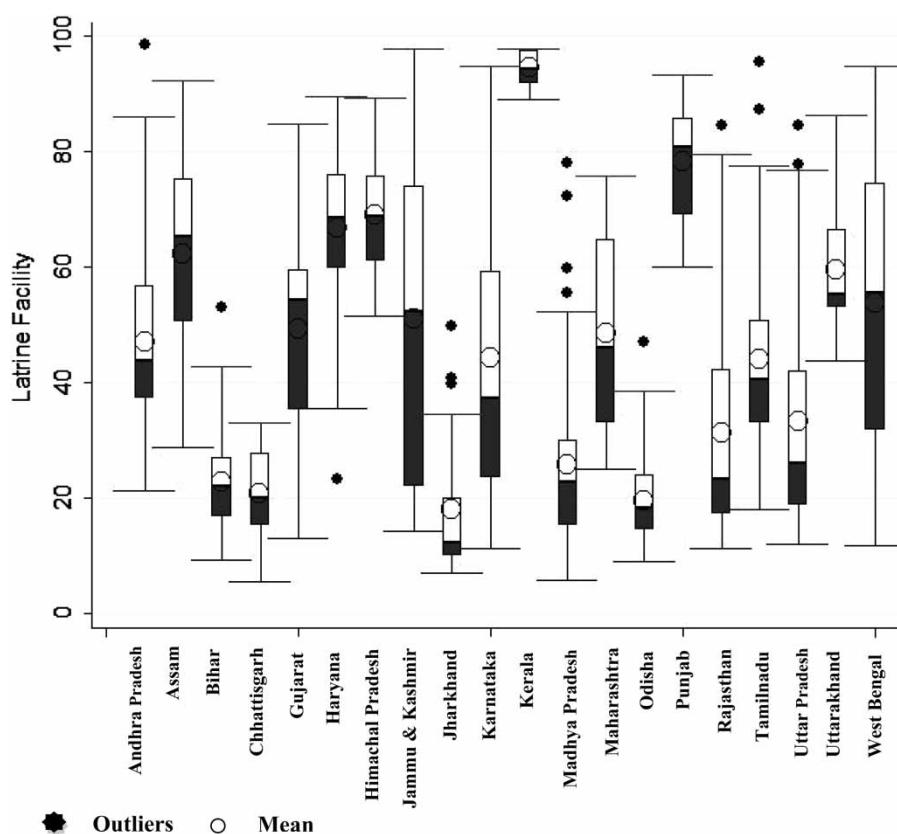 Latrine Facility
100
80
60
40
20
0
Andhra Pradesh
Assam
Bihar
Chhattisgarh
Gujarat
Haryana
Himachal Pradesh
Jammu & Kashmir
Jharkhand
Karnataka
Kerala
Madhya Pradesh
Maharashtra
Odisha
Punjab
Rajasthan
Tamilnadu
Uttar Pradesh
Uttarakhand
West Bengal
Outliers Mean